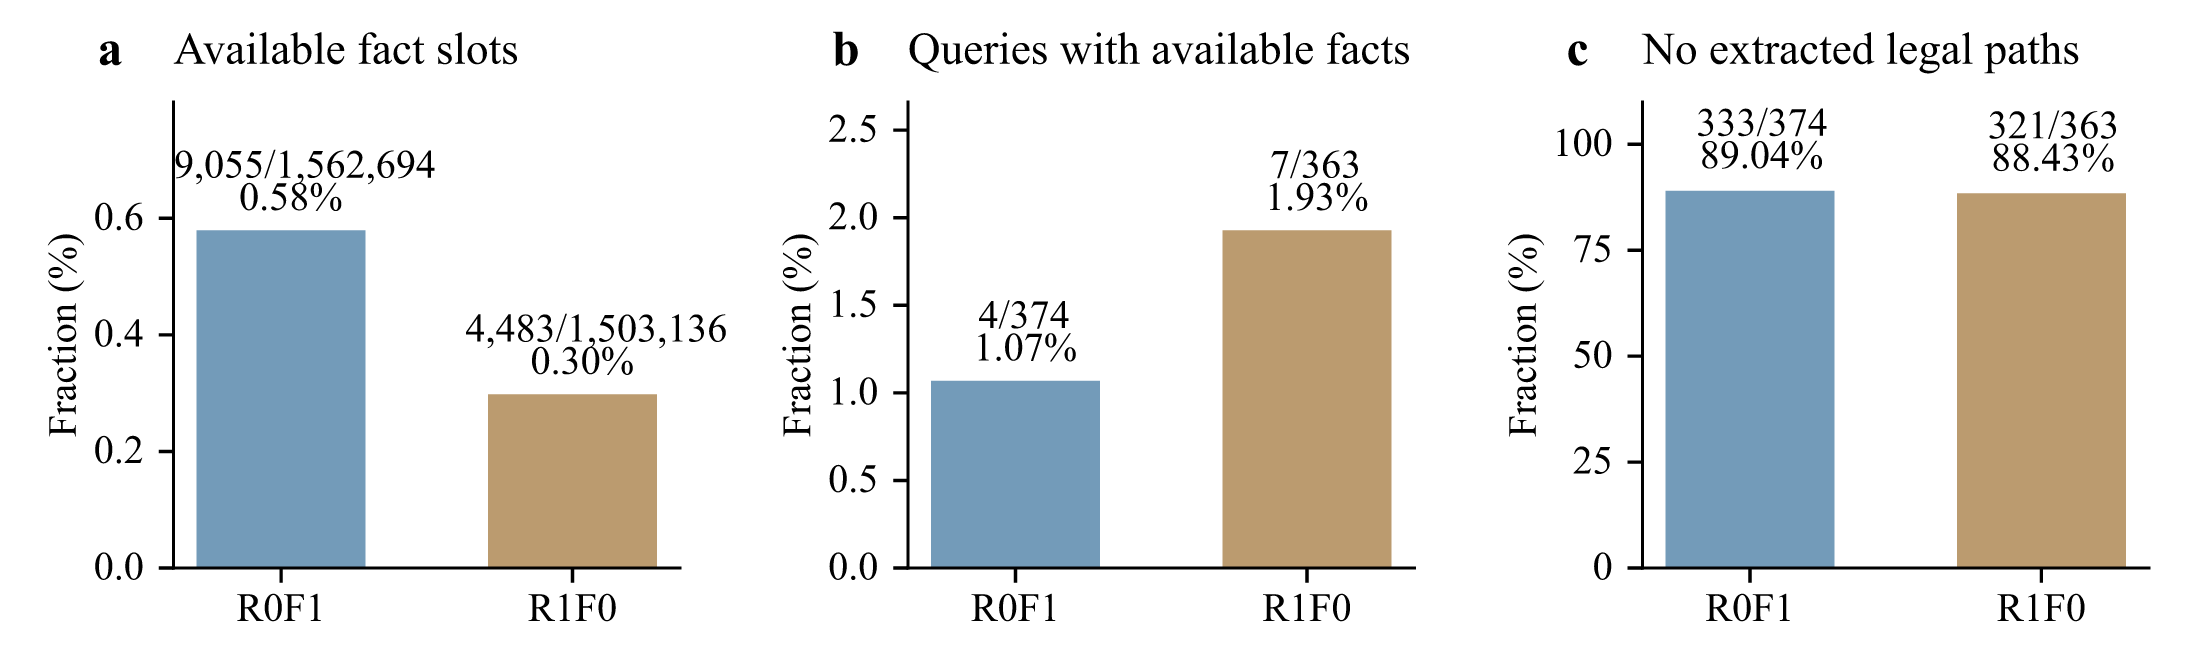 a Available fact slots
Fraction (%)
0.6
0.4
0.2
0.0
9,055/1,562,694
0.58%
4,483/1,503,136
0.30%
R0F1
R1F0
b Queries with available facts
Fraction (%)
2.5
2.0
1.5
1.0
0.5
0.0
4/374
1.07%
7/363
1.93%
R0F1
R1F0
c No extracted legal paths
Fraction (%)
100
75
50
25
0
333/374
89.04%
321/363
88.43%
R0F1
R1F0